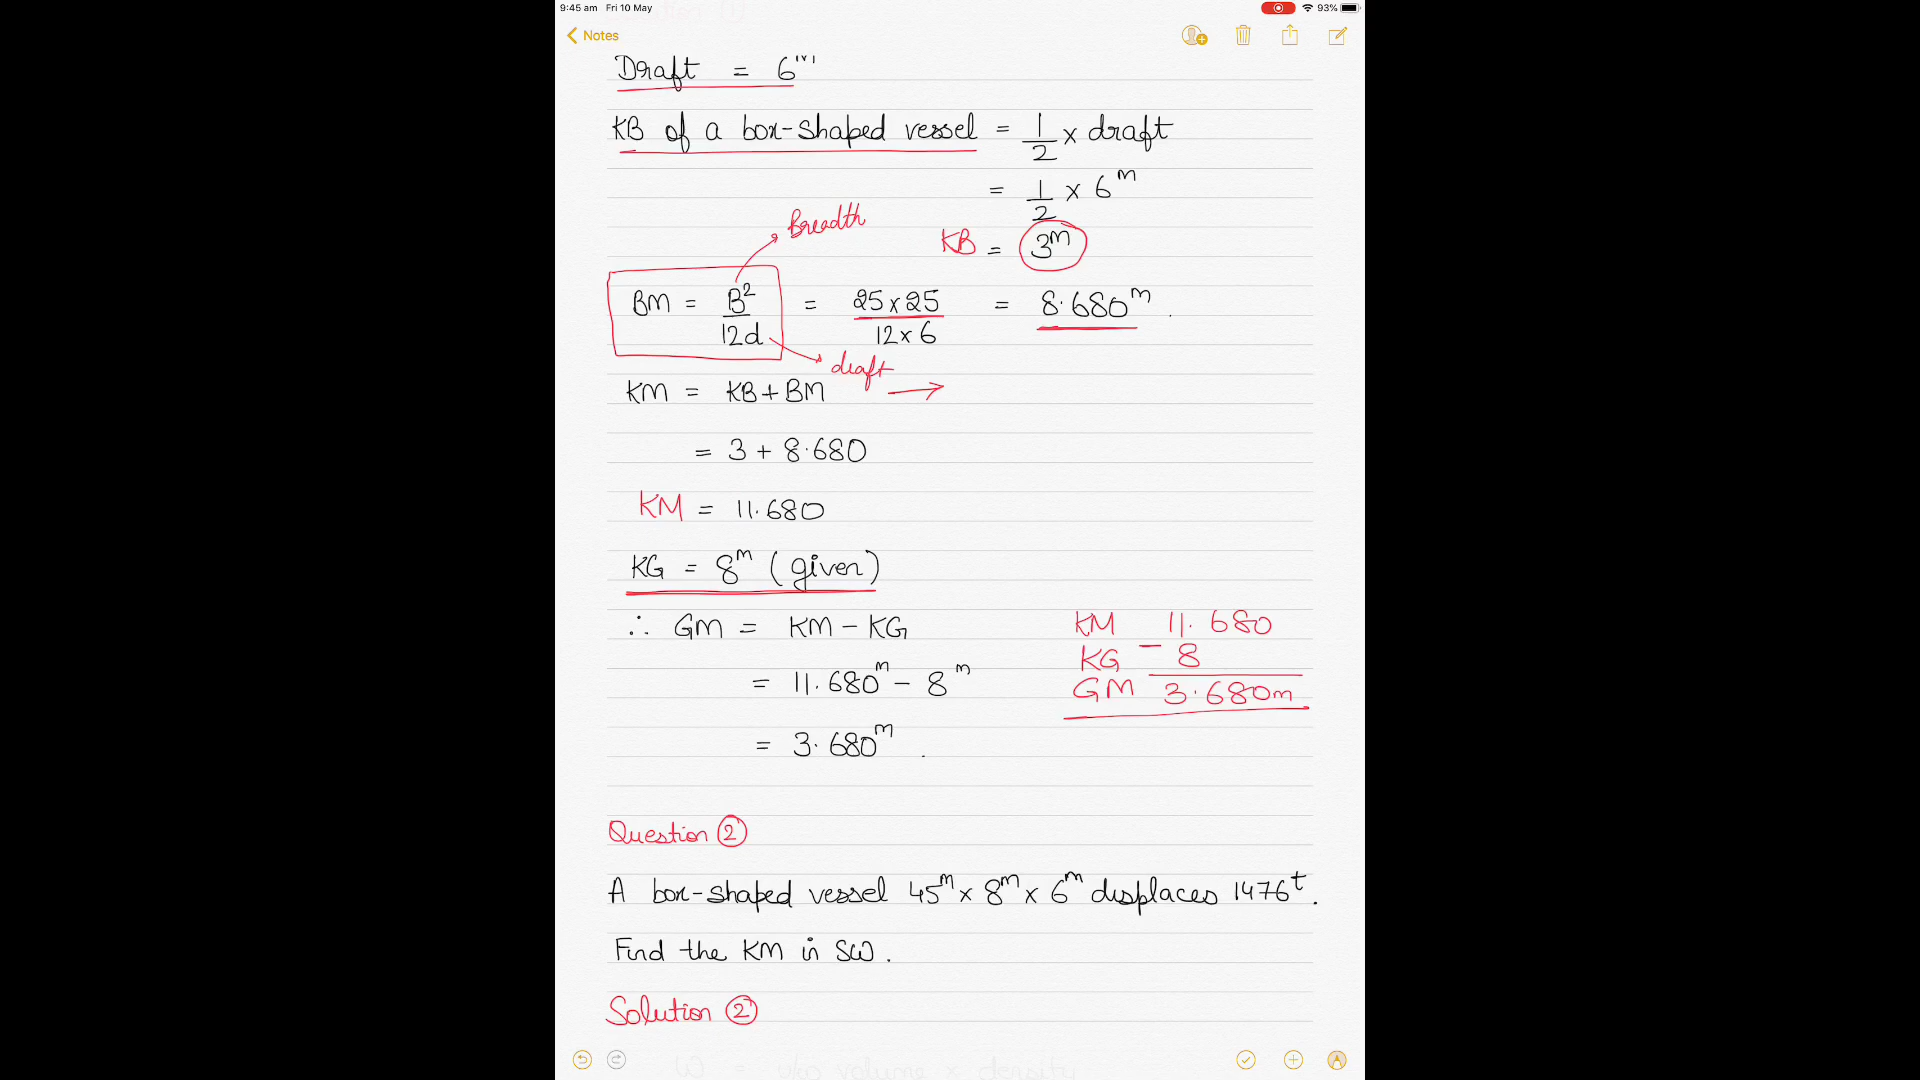 9:45 am Fri 10 May 93%
Notes
Draft = 6m
KB of a box-shaped vessel = 1/2 x draft
= 1/2 x 6m
Breadth
KB = 3m
BM = B²/12d = 25x25/12x6 = 8.680m.
draft
KM = KB+BM
= 3 + 8.680
KM = 11.680
KG = 8m (given)
∴ GM = KM - KG
= 11.680m - 8m
= 3.680m.
KM 11.680
KG - 8
GM 3.680m
Question 2
A box-shaped vessel 45m x 8m x 6m displaces 1476t.
Find the KM in SW.
Solution 2
W = u/w volume x density